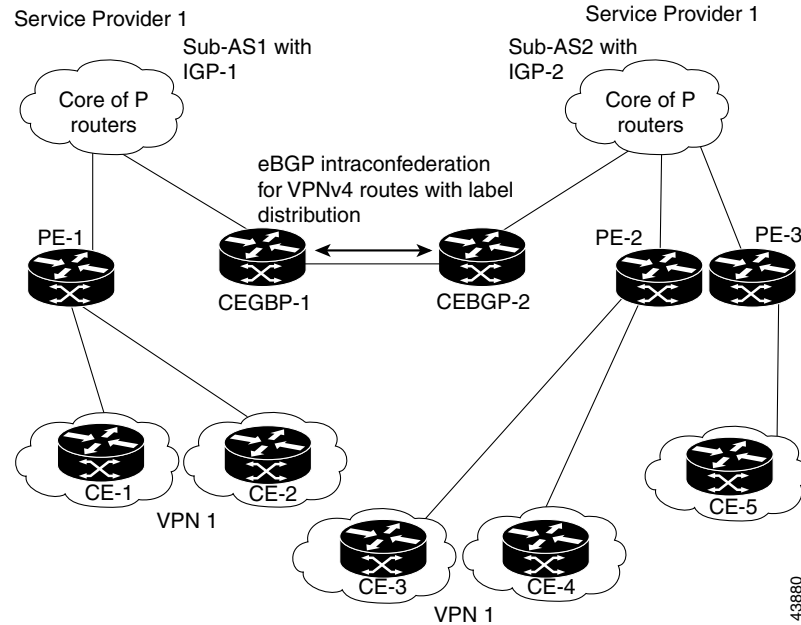 Service Provider 1
Service Provider 1
Sub-AS1 with
IGP-1
Sub-AS2 with
IGP-2
Core of P
routers
Core of P
routers
eBGP intraconfederation
for VPNv4 routes with label
distribution
PE-1
CEGBP-1
CEBGP-2
PE-2
PE-3
CE-1
CE-2
VPN 1
CE-3
CE-4
VPN 1
CE-5
43880